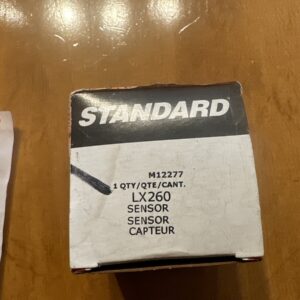 STANDARD
M12277
1 QTY/QTE/CANT.
LX260
SENSOR
SENSOR
CAPTEUR